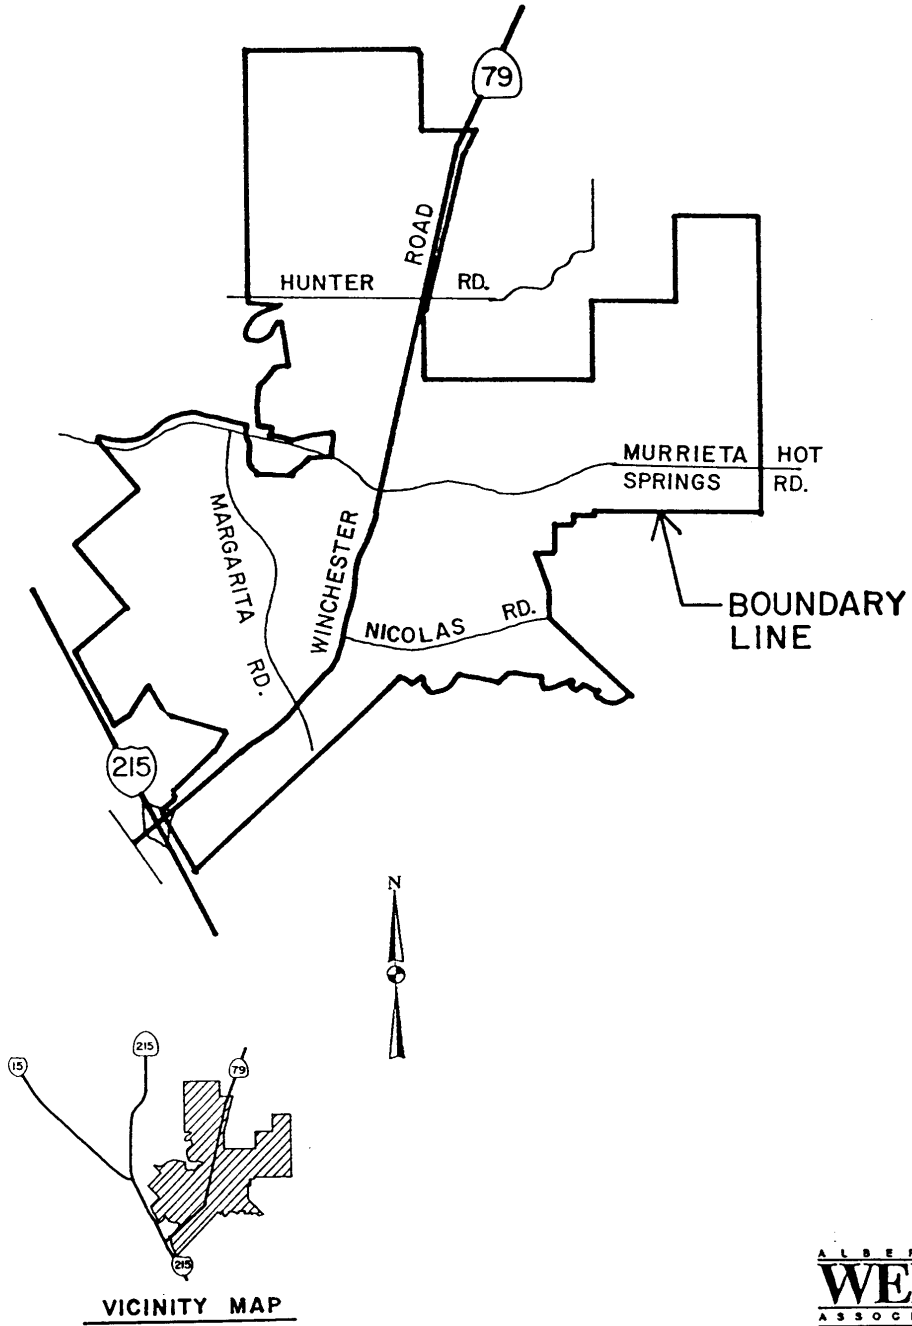 79
ROAD
HUNTER RD.
MURRIETA HOT
SPRINGS RD.
MARGARITA RD.
WINCHESTER
NICOLAS RD.
BOUNDARY
LINE
215
N
15
215
79
215
VICINITY MAP